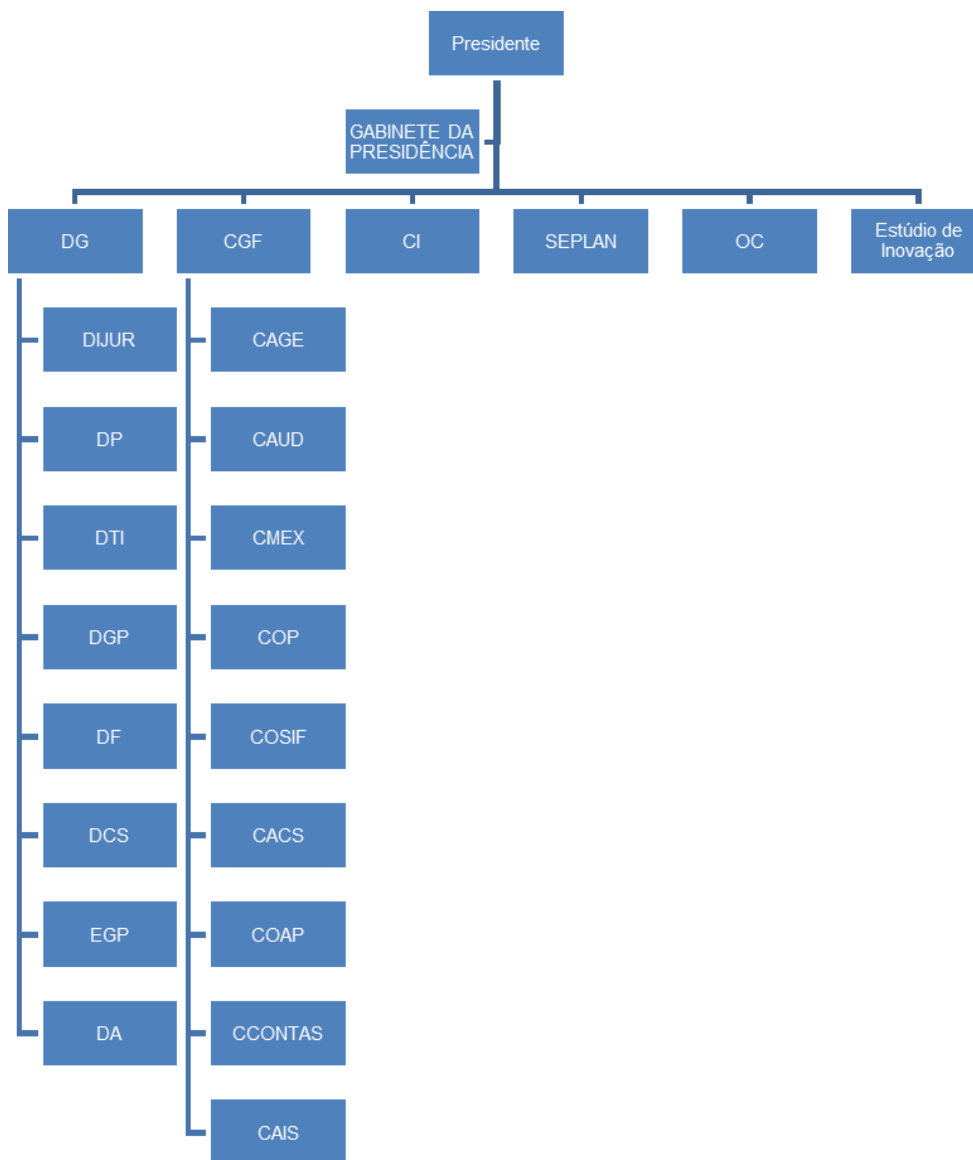 Presidente
GABINETE DA
PRESIDÊNCIA
DG
CGF
CI
SEPLAN
OC
Estúdio de
Inovação
DIJUR
DP
DTI
DGP
DF
DCS
EGP
DA
CAGE
CAUD
CMEX
COP
COSIF
CACS
COAP
CCONTAS
CAIS